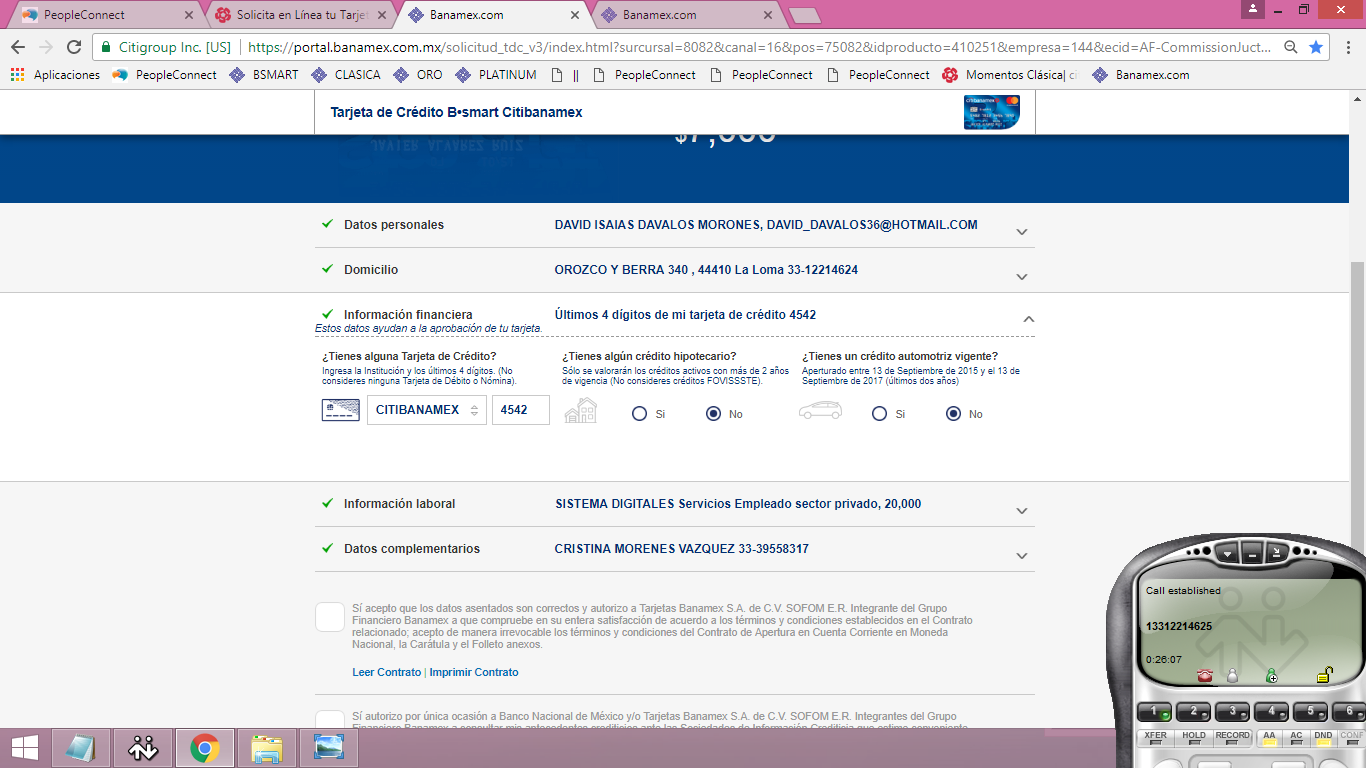 PeopleConnect
Solicita en Línea tu Tarje
Banamex.com
Banamex.com
Citigroup Inc. [US] https://portal.banamex.com.mx/solicitud_tdc_v3/index.html?surcursal=8082&canal=16&pos=75082&idproducto=410251&empresa=144&ecid=AF-CommissionJuct...
Aplicaciones PeopleConnect BSMART CLASICA ORO PLATINUM || PeopleConnect PeopleConnect PeopleConnect Momentos Clásica| ci Banamex.com
Tarjeta de Crédito B•smart Citibanamex
JAVIER ALVAREZ RUIZ
Datos personales DAVID ISAIAS DAVALOS MORONES, DAVID_DAVALOS36@HOTMAIL.COM
Domicilio OROZCO Y BERRA 340 , 44410 La Loma 33-12214624
Información financiera Últimos 4 dígitos de mi tarjeta de crédito 4542
Estos datos ayudan a la aprobación de tu tarjeta.
¿Tienes alguna Tarjeta de Crédito?
Ingresa la Institución y los últimos 4 dígitos. (No
consideres ninguna Tarjeta de Débito o Nómina).
CITIBANAMEX 4542
¿Tienes algún crédito hipotecario?
Sólo se valorarán los créditos activos con más de 2 años
de vigencia (No consideres créditos FOVISSSTE).
Si No
¿Tienes un crédito automotriz vigente?
Aperturado entre 13 de Septiembre de 2015 y el 13 de
Septiembre de 2017 (últimos dos años)
Si No
Información laboral SISTEMA DIGITALES Servicios Empleado sector privado, 20,000
Datos complementarios CRISTINA MORENES VAZQUEZ 33-39558317
Sí acepto que los datos asentados son correctos y autorizo a Tarjetas Banamex S.A. de C.V. SOFOM E.R. Integrante del Grupo
Financiero Banamex a que compruebe en su entera satisfacción de acuerdo a los términos y condiciones establecidos en el Contrato
relacionado; acepto de manera irrevocable los términos y condiciones del Contrato de Apertura en Cuenta Corriente en Moneda
Nacional, la Carátula y el Folleto anexos.
Leer Contrato | Imprimir Contrato
Sí autorizo por única ocasión a Banco Nacional de México y/o Tarjetas Banamex S.A. de C.V. SOFOM E.R. Integrantes del Grupo
Call established
13312214625
0:26:07
1 2 3 4 5 6
XFER HOLD RECORD AA AC DND CONF